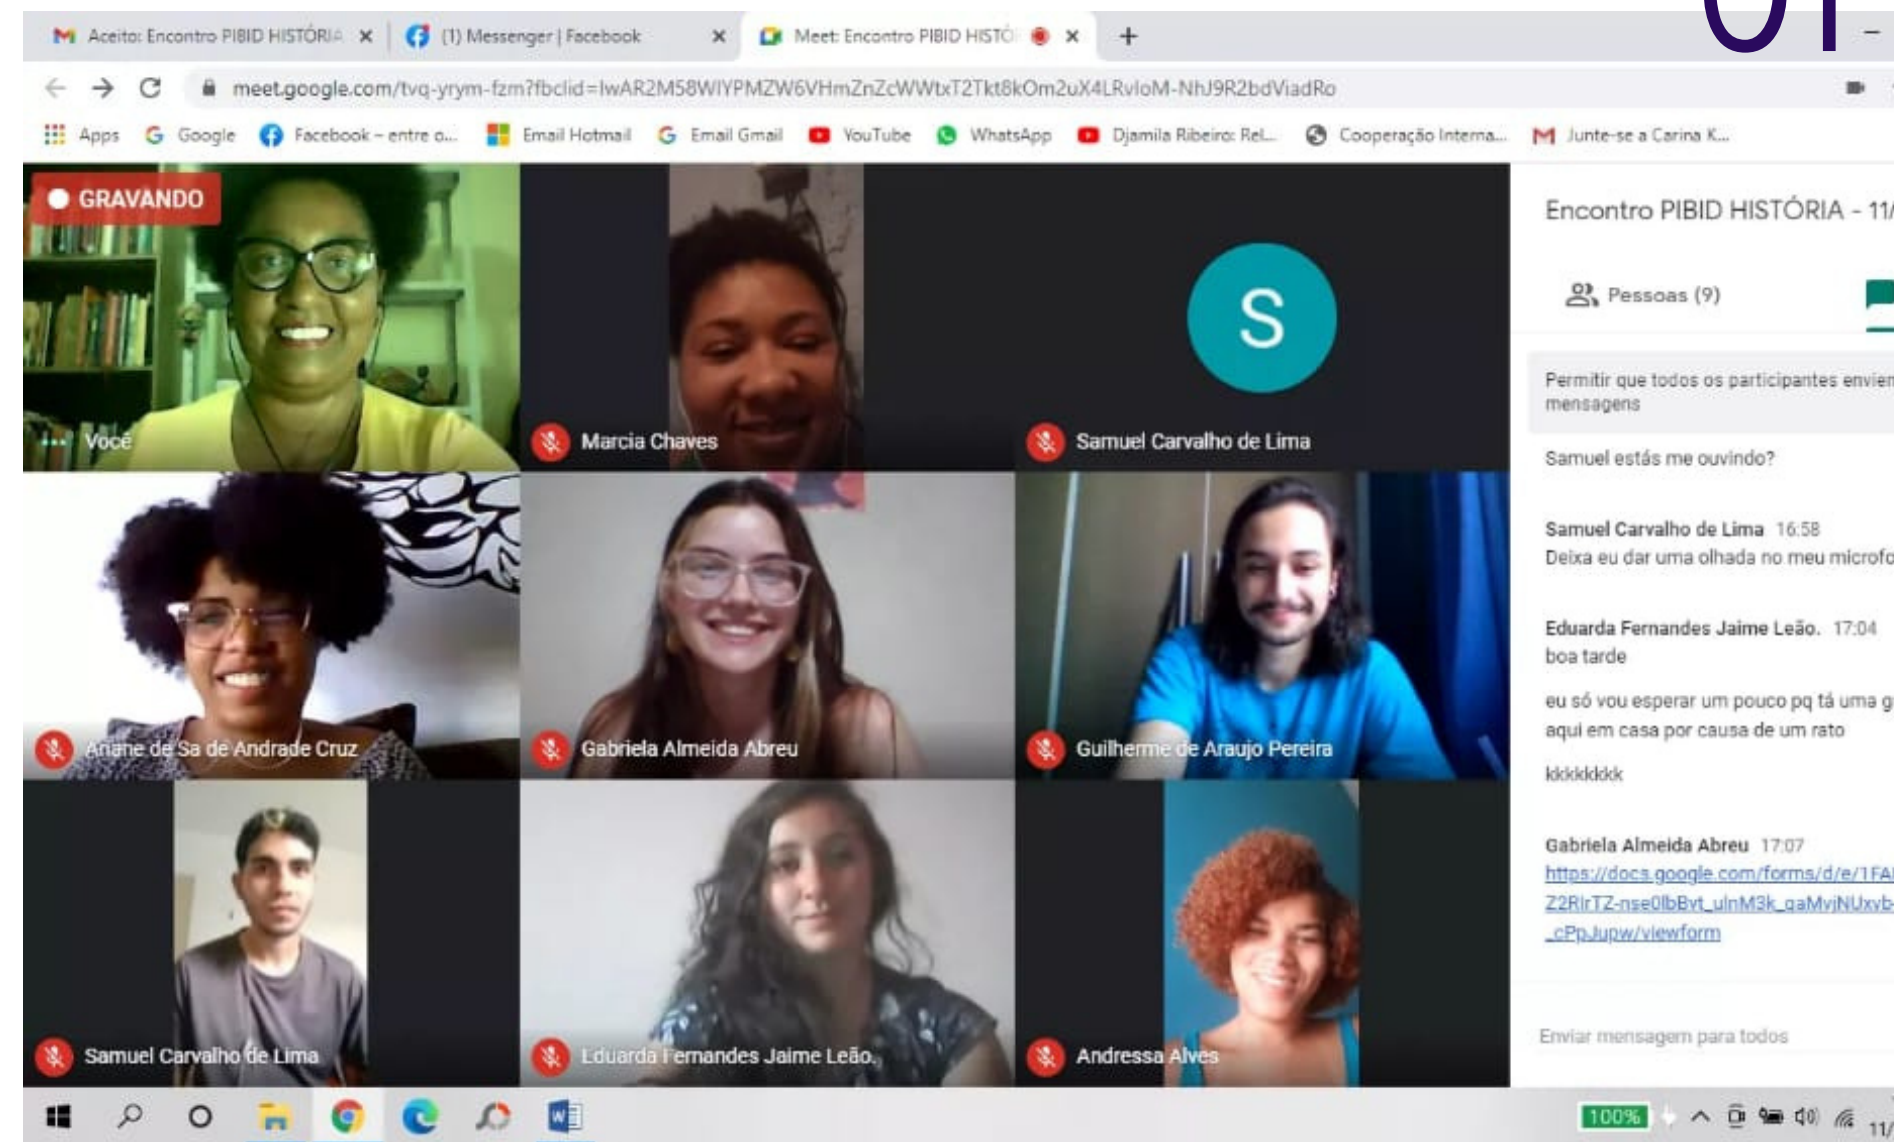 01
Aceito: Encontro PIBID HISTÓRIA
(1) Messenger | Facebook
Meet: Encontro PIBID HISTÓ
meet.google.com/tvq-yrym-fzm?fbclid=
Apps
Google
Facebook – entre o...
Email Hotmail
Email Gmail
YouTube
WhatsApp
Djamila Ribeiro: Rel...
Cooperação Interna...
Junte-se a Carina K...
GRAVANDO
Você
Marcia Chaves
S
Samuel Carvalho de Lima
Ariane de Sa de Andrade Cruz
Gabriela Almeida Abreu
Guilherme de Araujo Pereira
Samuel Carvalho de Lima
Eduarda Fernandes Jaime Leão.
Andressa Alves
Encontro PIBID HISTÓRIA - 11/
Pessoas (9)
Permitir que todos os participantes enviem
mensagens
Samuel estás me ouvindo?
Samuel Carvalho de Lima 16:58
Deixa eu dar uma olhada no meu microfo
Eduarda Fernandes Jaime Leão. 17:04
boa tarde
eu só vou esperar um pouco pq tá uma g
aqui em casa por causa de um rato
kkkkkkkk
Gabriela Almeida Abreu 17:07
https://docs.google.com/forms/d/e/1FA
_cPpJupw/viewform
Enviar mensagem para todos
100%
11/